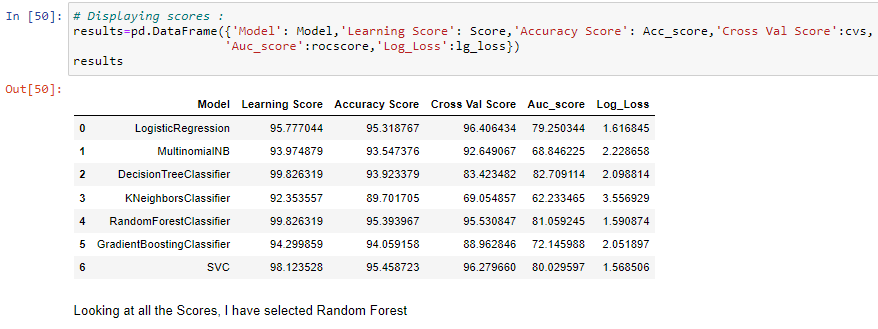 In [50]: # Displaying scores :
results=pd.DataFrame({'Model': Model,'Learning Score': Score,'Accuracy Score': Acc_score,'Cross Val Score':cvs,
'Auc_score':rocscore,'Log_Loss':lg_loss})
results
Out[50]:
Model Learning Score Accuracy Score Cross Val Score Auc_score Log_Loss
0 LogisticRegression 95.777044 95.318767 96.406434 79.250344 1.616845
1 MultinomialNB 93.974879 93.547376 92.649067 68.846225 2.228658
2 DecisionTreeClassifier 99.826319 93.923379 83.423482 82.709114 2.098814
3 KNeighborsClassifier 92.353557 89.701705 69.054857 62.233465 3.556929
4 RandomForestClassifier 99.826319 95.393967 95.530847 81.059245 1.590874
5 GradientBoostingClassifier 94.299859 94.059158 88.962846 72.145988 2.051897
6 SVC 98.123528 95.458723 96.279660 80.029597 1.568506
Looking at all the Scores, I have selected Random Forest